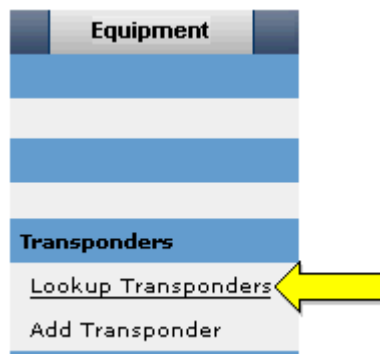 Equipment
Transponders
Lookup Transponders
Add Transponder